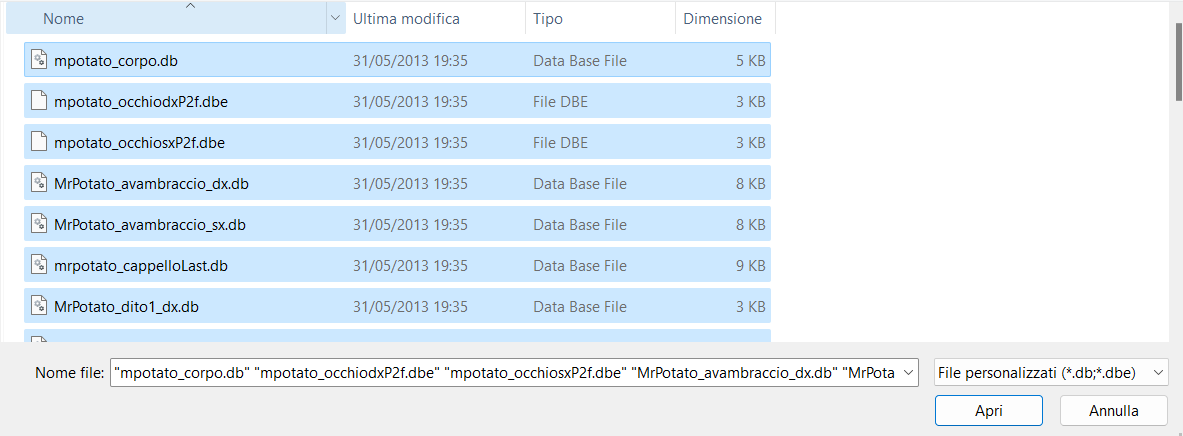 Nome Ultima modifica Tipo Dimensione
mpotato_corpo.db 31/05/2013 19:35 Data Base File 5 KB
mpotato_occhiodxP2f.dbe 31/05/2013 19:35 File DBE 3 KB
mpotato_occhiosxP2f.dbe 31/05/2013 19:35 File DBE 3 KB
MrPotato_avambraccio_dx.db 31/05/2013 19:35 Data Base File 8 KB
MrPotato_avambraccio_sx.db 31/05/2013 19:35 Data Base File 8 KB
mrpotato_cappelloLast.db 31/05/2013 19:35 Data Base File 9 KB
MrPotato_dito1_dx.db 31/05/2013 19:35 Data Base File 3 KB
Nome file: "mpotato_corpo.db" "mpotato_occhiodxP2f.dbe" "mpotato_occhiosxP2f.dbe" "MrPotato_avambraccio_dx.db" "MrPota File personalizzati (*.db;*.dbe)
Apri Annulla